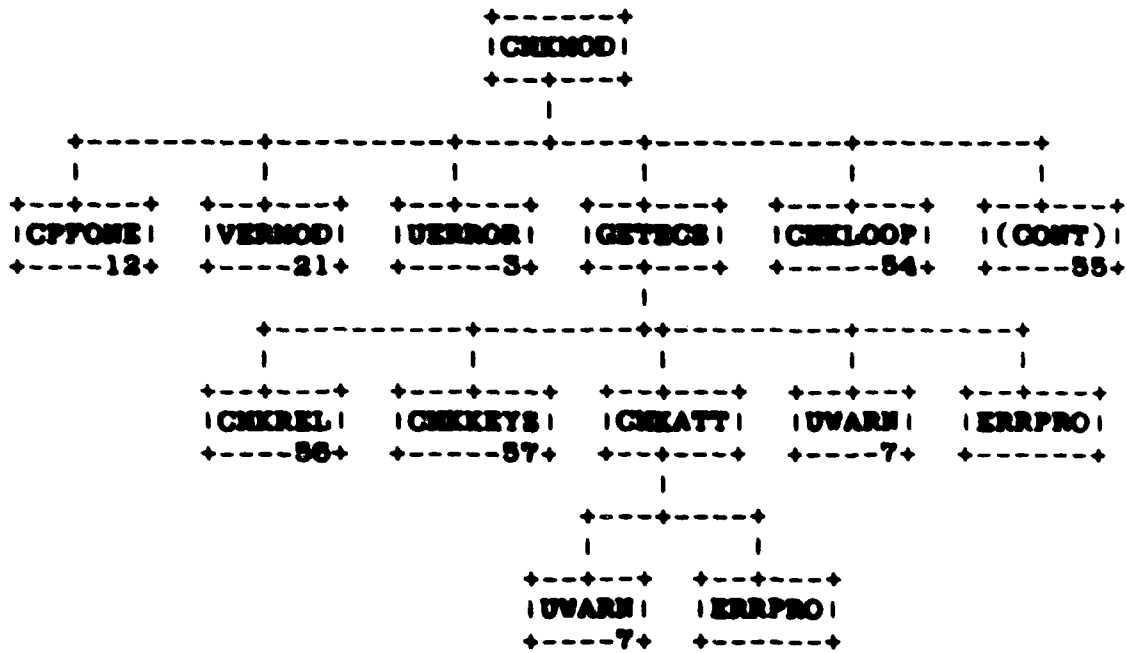 CHKMOD
CPFONE VERMOD UERROR GETECS CHKLOOP (CONT)
12 21 3 54 55
CHKREL CHKKEYS CHKATT UWARN ERRPRO
56 57 7
UWARN ERRPRO
7